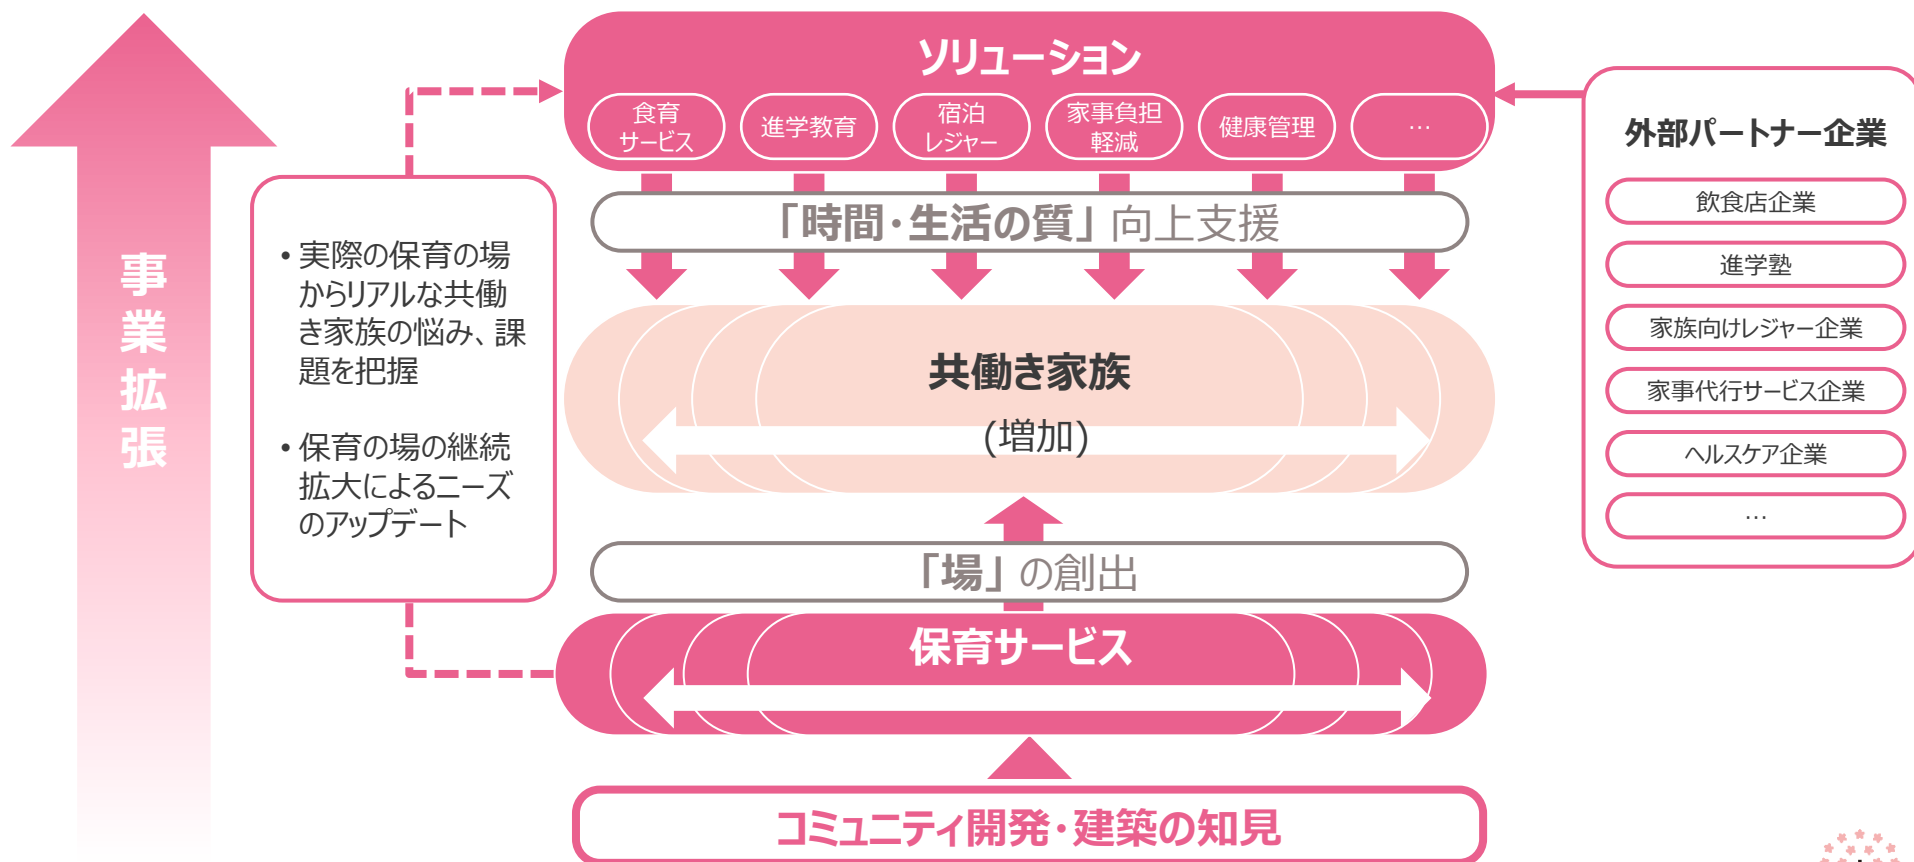 事業拡張
ソリューション
食育
サービス
進学教育
宿泊
レジャー
家事負担
軽減
健康管理
…
「時間・生活の質」向上支援
・実際の保育の場
からリアルな共働
き家族の悩み、課
題を把握
・保育の場の継続
拡大によるニーズ
のアップデート
共働き家族
(増加)
「場」の創出
保育サービス
コミュニティ開発・建築の知見
外部パートナー企業
飲食店企業
進学塾
家族向けレジャー企業
家事代行サービス企業
ヘルスケア企業
…